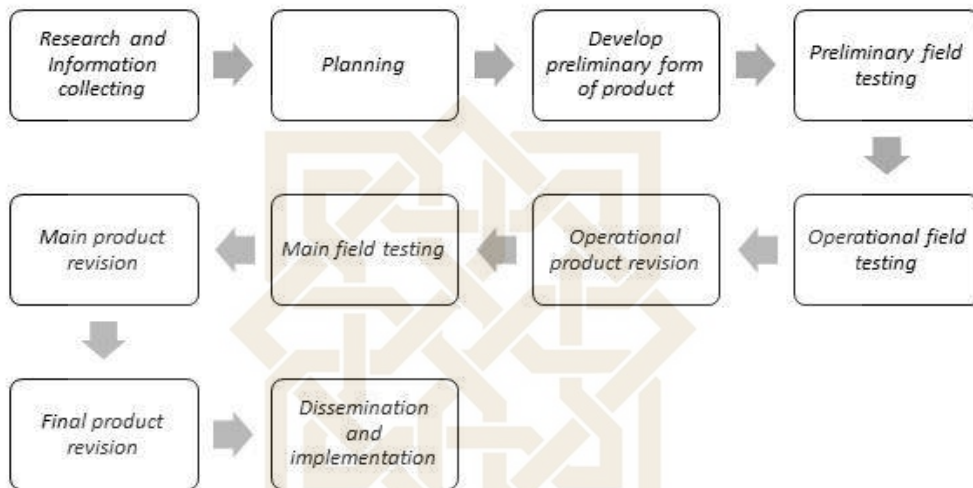 Research and
Information
collecting
Planning
Develop
preliminary form
of product
Preliminary field
testing
Operational field
testing
Operational
product revision
Main field testing
Main product
revision
Final product
revision
Dissemination
and
implementation